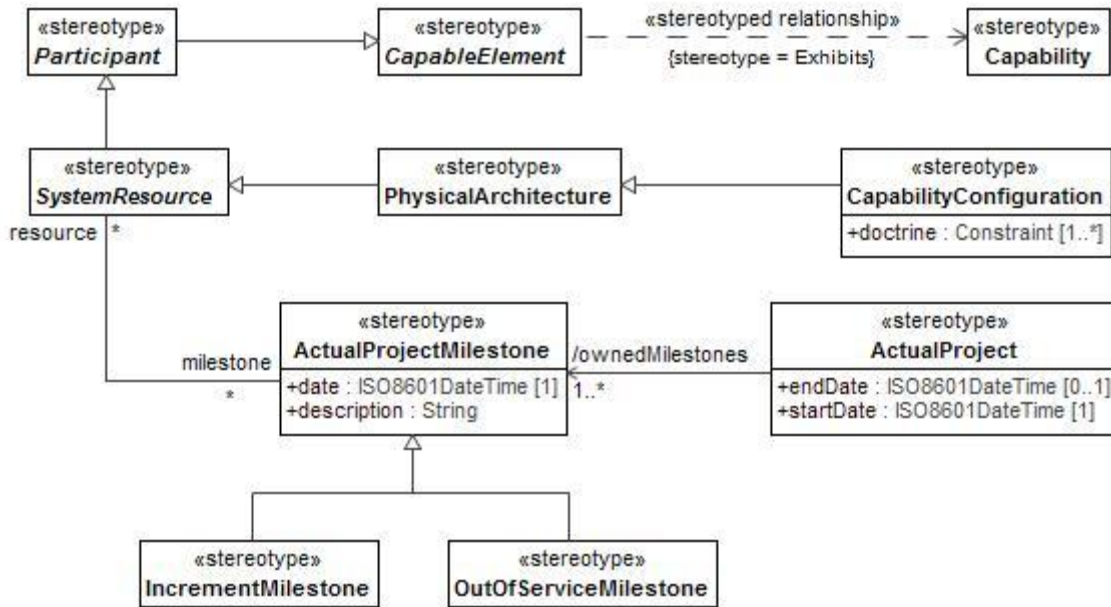 «stereotype»
Participant
«stereotype»
CapableElement
«stereotyped relationship»
{stereotype = Exhibits}
«stereotype»
Capability
«stereotype»
SystemResource
«stereotype»
PhysicalArchitecture
«stereotype»
CapabilityConfiguration
+doctrine : Constraint [1..*]
resource
*
milestone
*
«stereotype»
ActualProjectMilestone
+date : ISO8601DateTime [1]
+description : String
/ownedMilestones
1..*
«stereotype»
ActualProject
+endDate : ISO8601DateTime [0..1]
+startDate : ISO8601DateTime [1]
«stereotype»
IncrementMilestone
«stereotype»
OutOfServiceMilestone